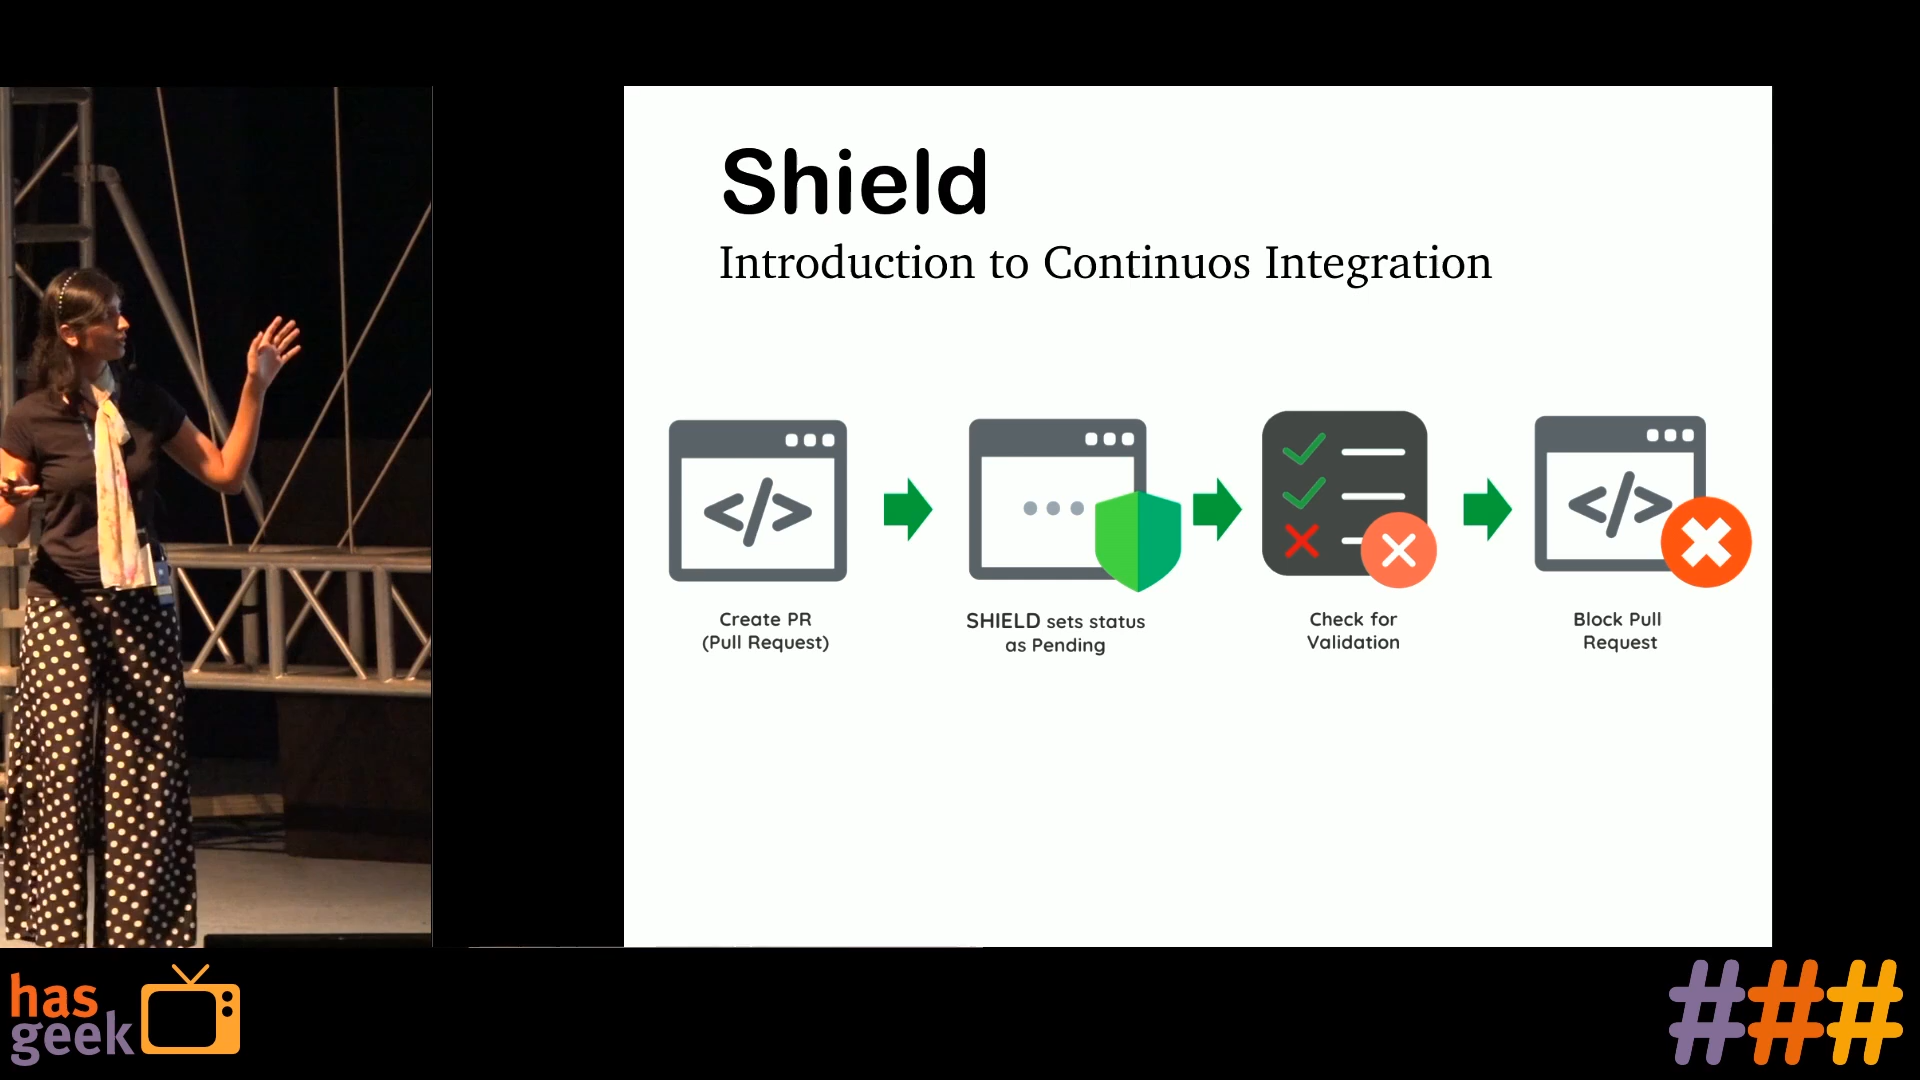 Shield
Introduction to Continuos Integration
Create PR
(Pull Request)
SHIELD sets status
as Pending
Check for
Validation
Block Pull
Request
has
geek
###